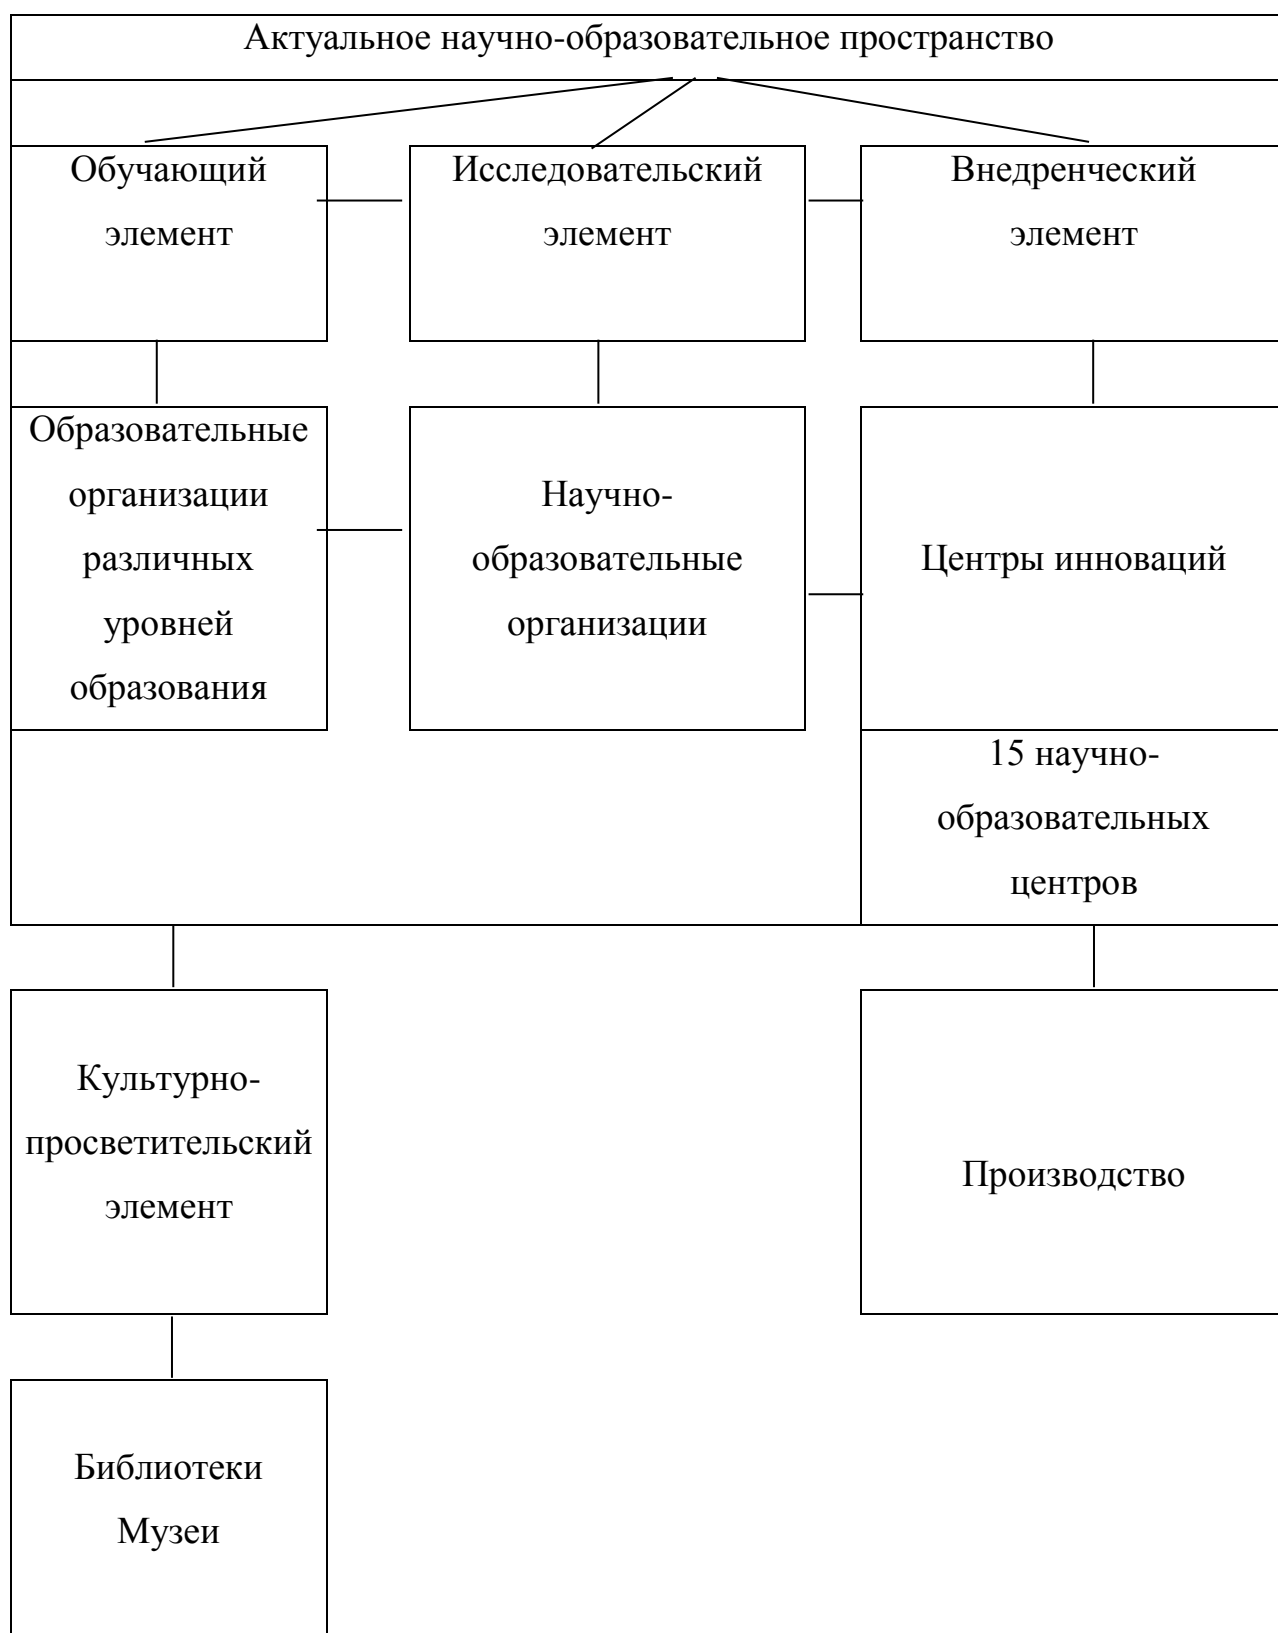 Актуальное научно-образовательное пространство
Обучающий
элемент
Исследовательский
элемент
Внедренческий
элемент
Образовательные
организации
различных
уровней
образования
Научно-
образовательные
организации
Центры инноваций
15 научно-
образовательных
центров
Культурно-
просветительский
элемент
Производство
Библиотеки
Музеи